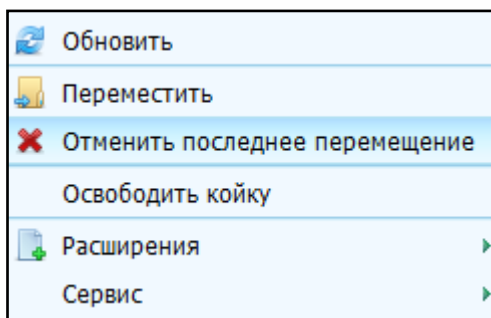 Обновить
Переместить
Отменить последнее перемещение
Освободить койку
Расширения
Сервис